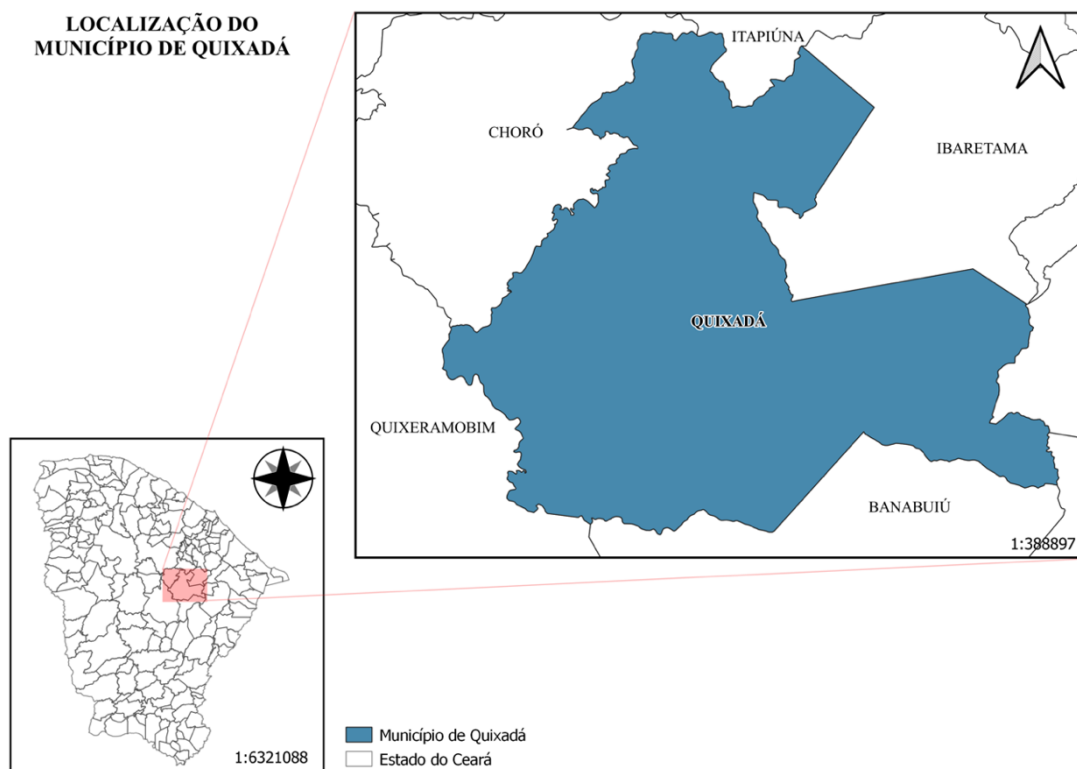 LOCALIZAÇÃO DO
MUNICÍPIO DE QUIXADÁ
ITAPIÚNA
CHORÓ
IBARETAMA
QUIXADÁ
QUIXERAMOBIM
BANABUIÚ
1:388897
1:6321088
Município de Quixadá
Estado do Ceará